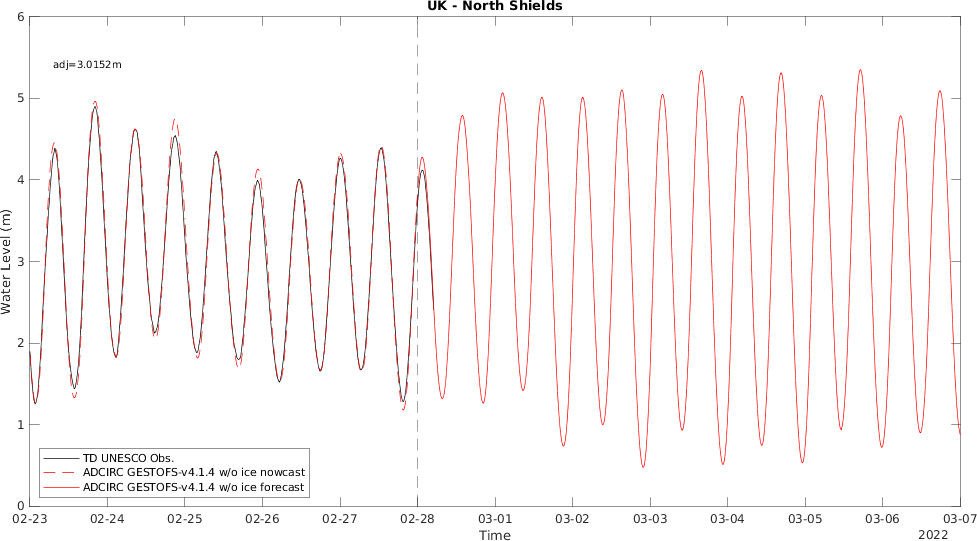 UK - North Shields
adj=3.0152m
Water Level (m)
6
5
4
3
2
1
0
TD UNESCO Obs.
ADCIRC GESTOFS-v4.1.4 w/o ice nowcast
ADCIRC GESTOFS-v4.1.4 w/o ice forecast
02-23 02-24 02-25 02-26 02-27 02-28 03-01 03-02 03-03 03-04 03-05 03-06 03-07
Time
2022